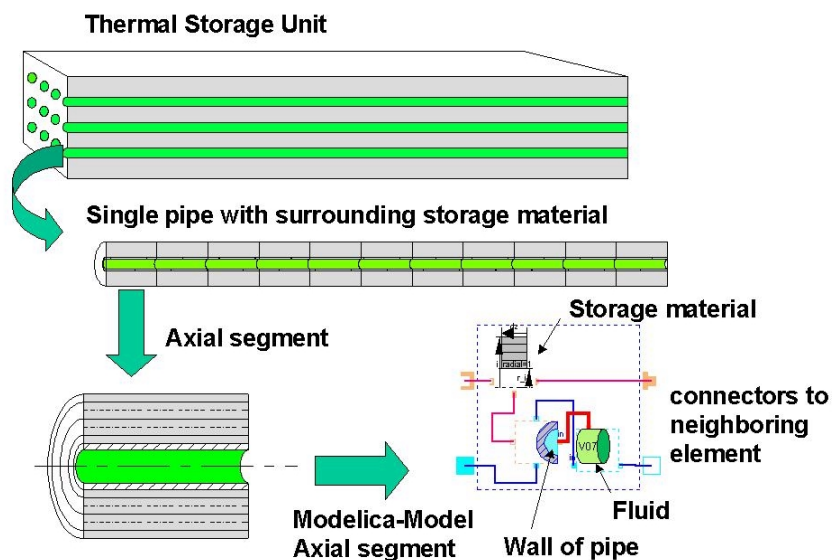 Thermal Storage Unit
Single pipe with surrounding storage material
Axial segment
Storage material
connectors to
neighboring
element
V07
Fluid
Wall of pipe
Modelica-Model
Axial segment